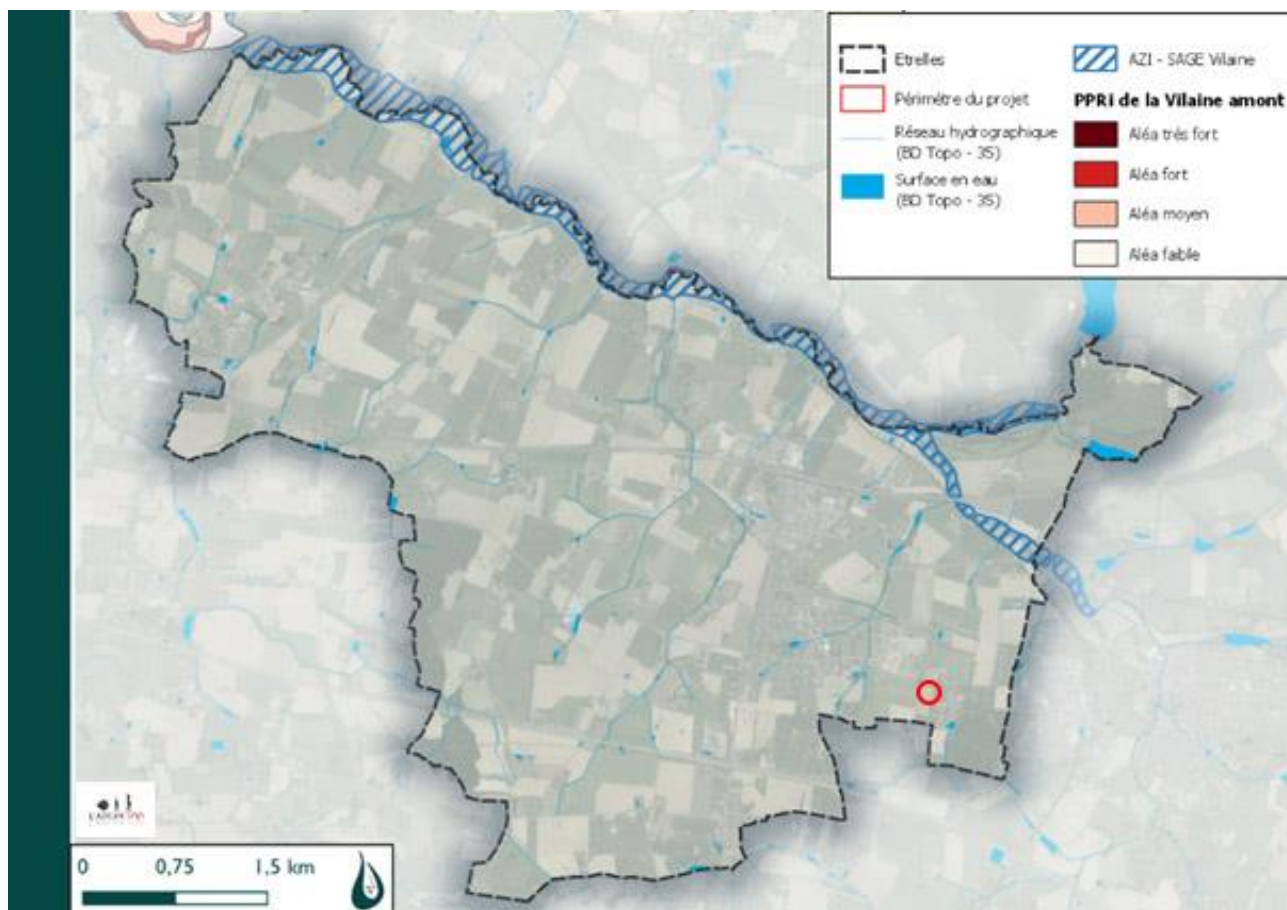 Etrelles
Périmètre du projet
Réseau hydrographique
(BD Topo - 35)
Surface en eau
(BD Topo - 35)
AZI - SAGE Vilaine
PPRi de la Vilaine amont
Aléa très fort
Aléa fort
Aléa moyen
Aléa faible
0 0,75 1,5 km